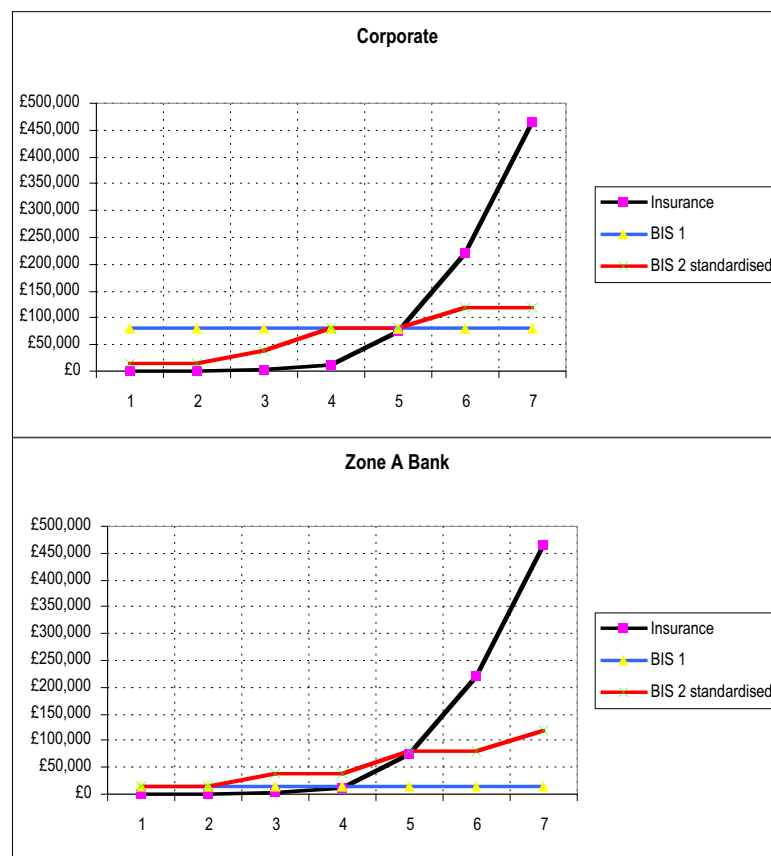 Corporate
£500,000
£450,000
£400,000
£350,000
£300,000
£250,000
£200,000
£150,000
£100,000
£50,000
£0
1 2 3 4 5 6 7
Insurance
BIS 1
BIS 2 standardised
Zone A Bank
£500,000
£450,000
£400,000
£350,000
£300,000
£250,000
£200,000
£150,000
£100,000
£50,000
£0
1 2 3 4 5 6 7
Insurance
BIS 1
BIS 2 standardised